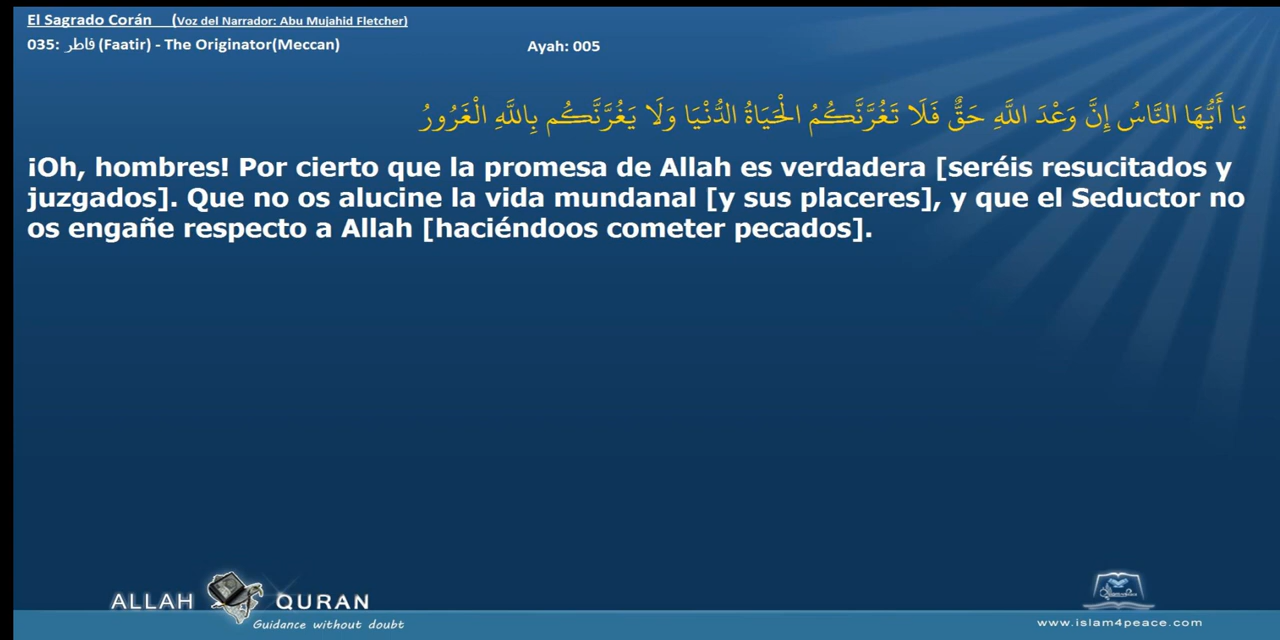 El Sagrado Corán (Voz del Narrador: Abu Mujahid Fletcher)
035: فاطر (Faatir) - The Originator(Meccan) Ayah: 005
يَا أَيُّهَا النَّاسُ إِنَّ وَعْدَ اللَّهِ حَقٌّ فَلَا تَغُرَّنَّكُمُ الْحَيَاةُ الدُّنْيَا وَلَا يَغُرَّنَّكُم بِاللَّهِ الْغَرُورُ
¡Oh, hombres! Por cierto que la promesa de Allah es verdadera [seréis resucitados y
juzgados]. Que no os alucine la vida mundanal [y sus placeres], y que el Seductor no
os engañe respecto a Allah [haciéndoos cometer pecados].
ALLAH QURAN
Guidance without doubt
www.islam4peace.com